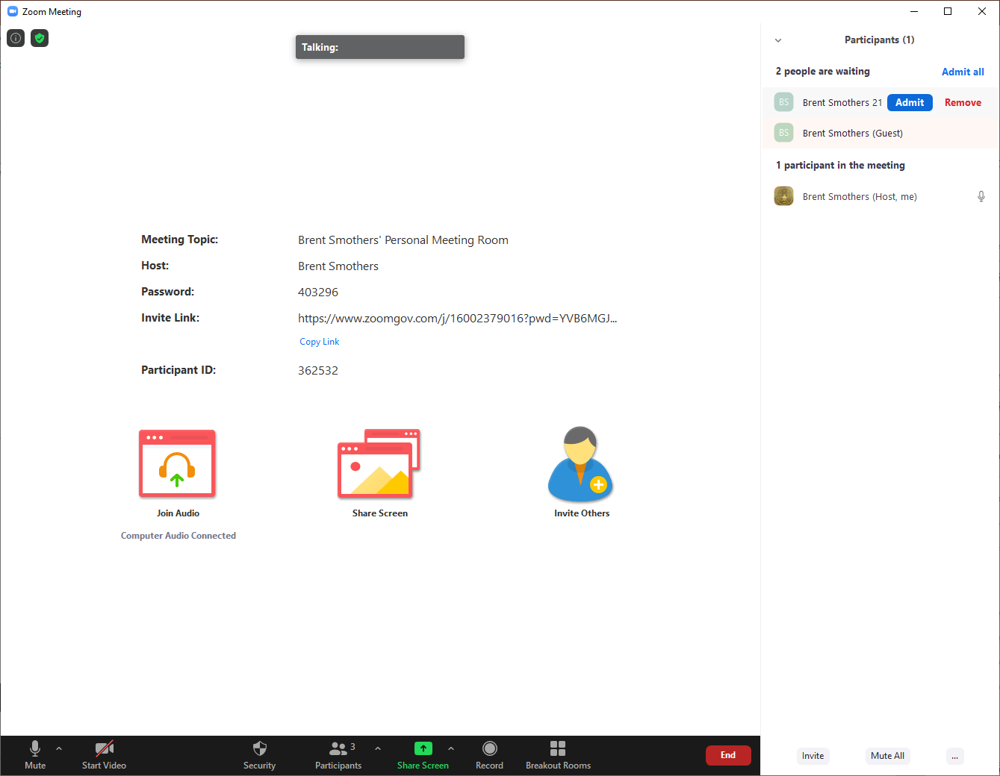 Zoom Meeting
Talking:
Participants (1)
2 people are waiting
Admit all
BS Brent Smothers 21 Admit Remove
BS Brent Smothers (Guest)
1 participant in the meeting
Brent Smothers (Host, me)
Meeting Topic: Brent Smothers' Personal Meeting Room
Host: Brent Smothers
Password: 403296
Invite Link: https://www.zoomgov.com/j/16002379016?pwd=YVB6MGJ...
Copy Link
Participant ID: 362532
Join Audio
Computer Audio Connected
Share Screen
Invite Others
Mute
Start Video
Security
Participants 3
Share Screen
Record
Breakout Rooms
End
Invite
Mute All
...